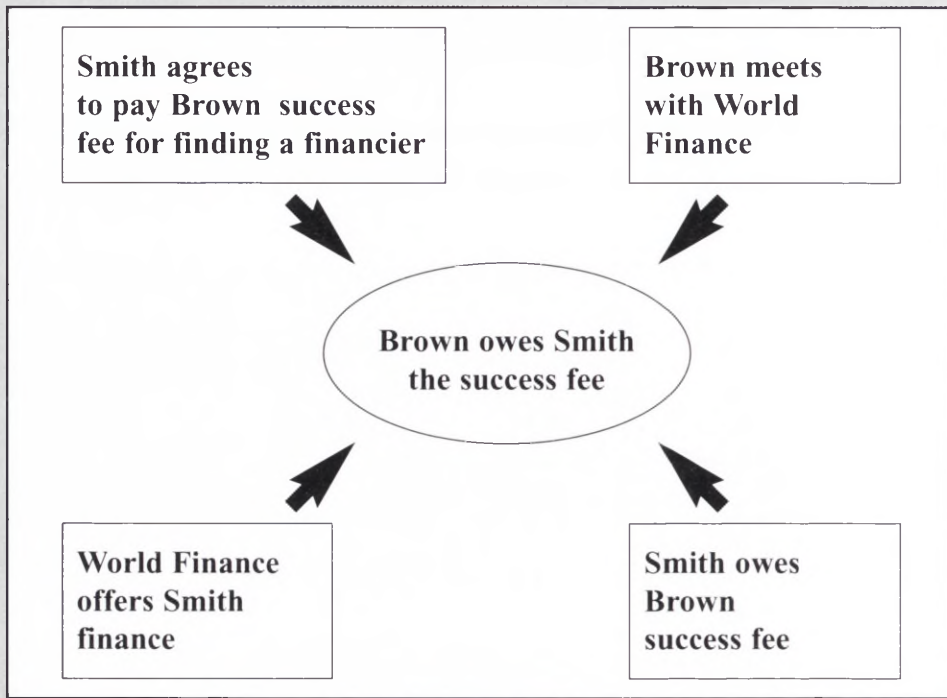 Smith agrees
to pay Brown success
fee for finding a financier
Brown meets
with World
Finance
Brown owes Smith
the success fee
World Finance
offers Smith
finance
Smith owes
Brown
success fee